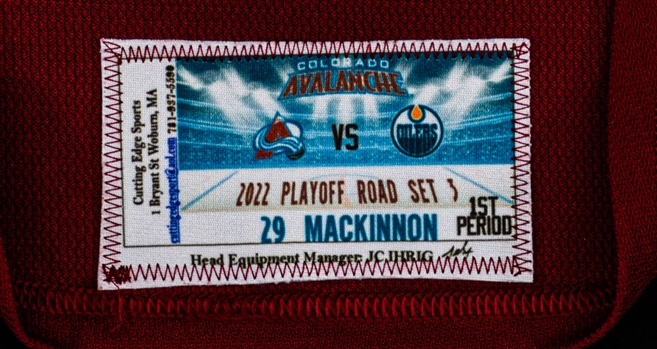 Cutting Edge Sports
1 Bryant St Woburn, MA
COLORADO
AVALANCHE
VS
OILERS
2022 PLAYOFF ROAD SET 3
29 MACKINNON
1ST
PERIOD
Head Equipment Manager: JC IHRIG